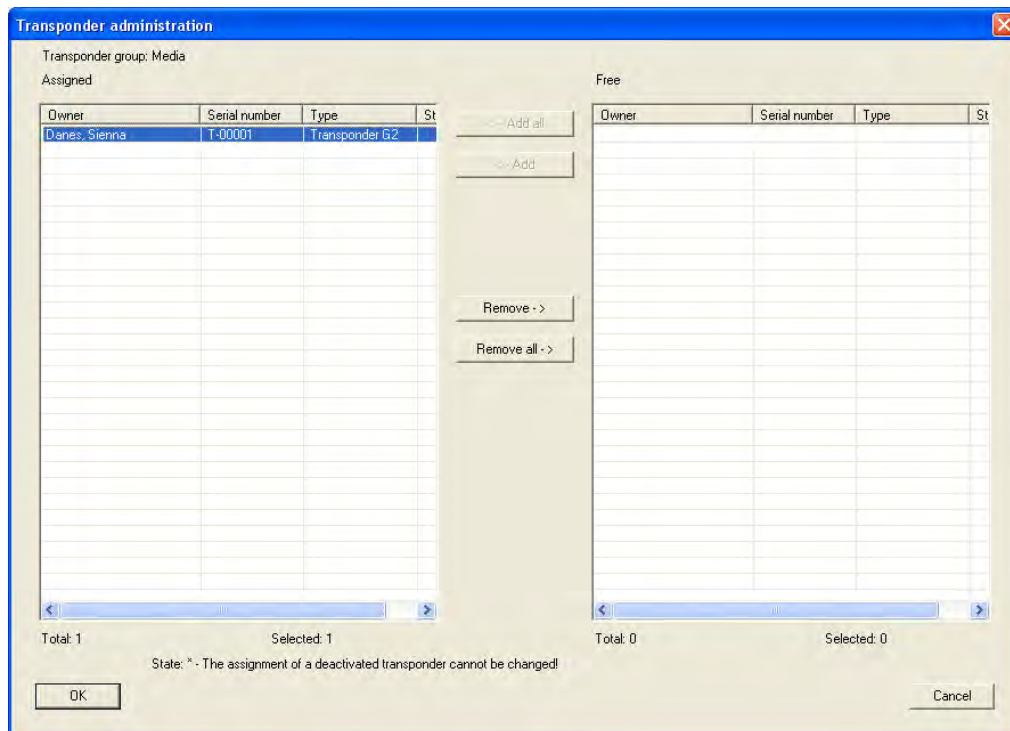 Transponder administration
Transponder group: Media
Assigned
Free
Owner Serial number Type St
Owner Serial number Type St
Danes, Sienna T-00001 Transponder G2
<-- Add all
<-- Add
Remove - >
Remove all - >
Total: 1 Selected: 1
Total: 0 Selected: 0
State: * - The assignment of a deactivated transponder cannot be changed!
OK
Cancel